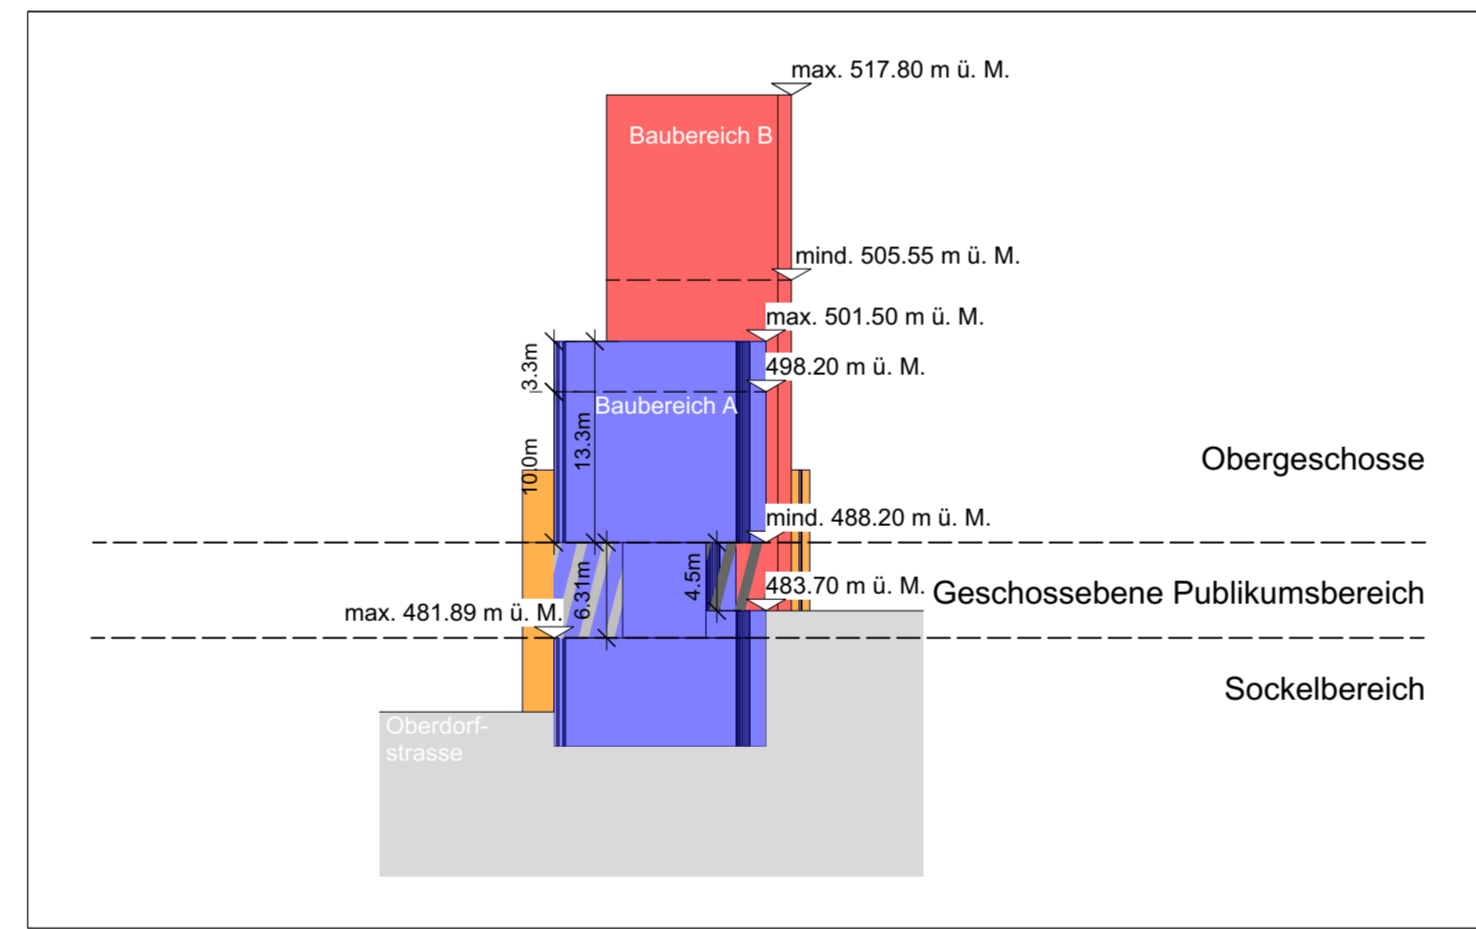 max. 517.80 m ü. M.
Baubereich B
mind. 505.55 m ü. M.
max. 501.50 m ü. M.
3.3m
498.20 m ü. M.
Baubereich A
13.3m
10.0m
Obergeschosse
mind. 488.20 m ü. M.
6.31m
4.5m
483.70 m ü. M.
Geschossebene Publikumsbereich
max. 481.89 m ü. M.
Sockelbereich
Oberdorf-
strasse